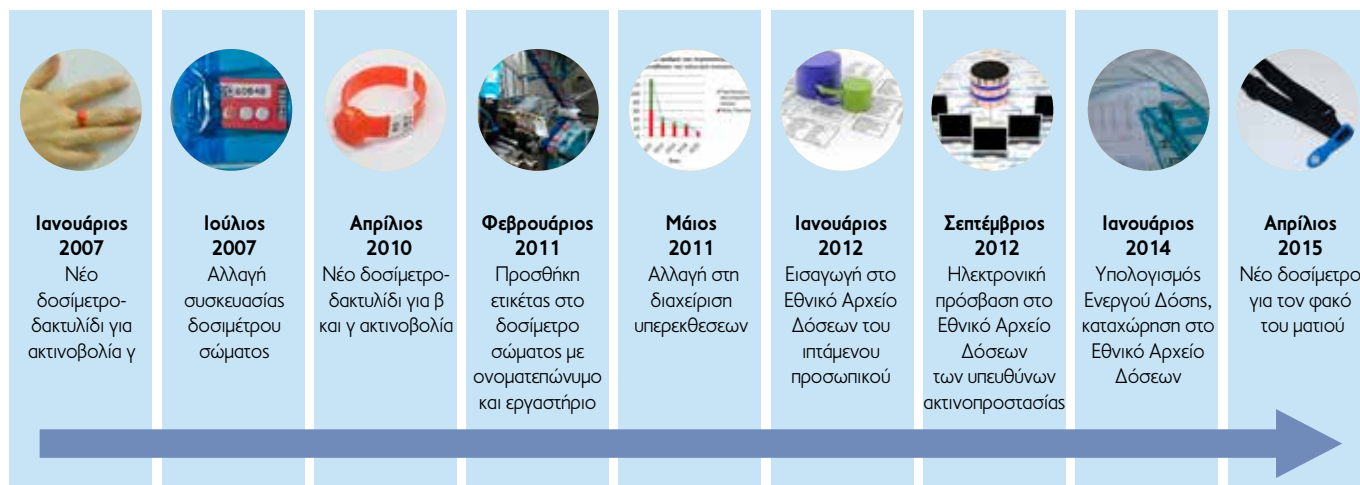 Ιανουάριος
2007
Νέο
δοσίμετρο-
δακτυλίδι για
ακτινοβολία γ
Ιούλιος
2007
Αλλαγή
συσκευασίας
δοσιμέτρου
σώματος
Απρίλιος
2010
Νέο δοσίμετρο-
δακτυλίδι για β
και γ ακτινοβολία
Φεβρουάριος
2011
Προσθήκη
ετικέτας στο
δοσίμετρο
σώματος με
ονοματεπώνυμο
και εργαστήριο
Μάιος
2011
Αλλαγή στη
διαχείριση
υπερεκθεσεων
Ιανουάριος
2012
Εισαγωγή στο
Εθνικό Αρχείο
Δόσεων του
ιπτάμενου
προσωπικού
Σεπτέμβριος
2012
Ηλεκτρονική
πρόσβαση στο
Εθνικό Αρχείο
Δόσεων
των υπευθύνων
ακτινοπροστασίας
Ιανουάριος
2014
Υπολογισμός
Ενεργού Δόσης,
καταχώρηση στο
Εθνικό Αρχείο
Δόσεων
Απρίλιος
2015
Νέο δοσίμετρο
για τον φακό
του ματιού